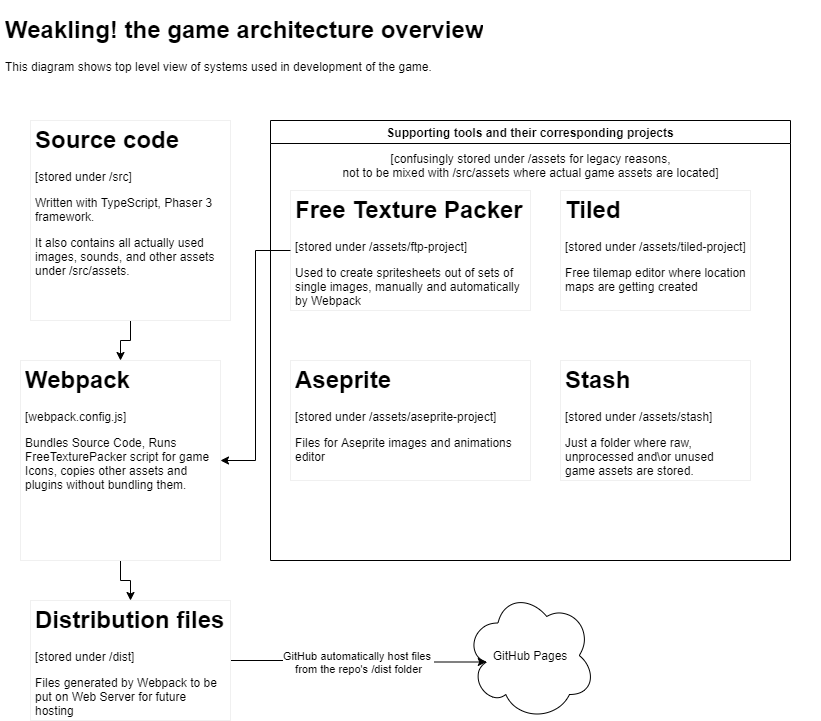 Weakling! the game architecture overview
This diagram shows top level view of systems used in development of the game.
Source code
[stored under /src]
Written with TypeScript, Phaser 3
framework.
It also contains all actually used
images, sounds, and other assets
under /src/assets.
Supporting tools and their corresponding projects
[confusingly stored under /assets for legacy reasons,
not to be mixed with /src/assets where actual game assets are located]
Free Texture Packer
[stored under /assets/ftp-project]
Used to create spritesheets out of sets of
single images, manually and automatically
by Webpack
Tiled
[stored under /assets/tiled-project]
Free tilemap editor where location
maps are getting created
Webpack
[webpack.config.js]
Bundles Source Code, Runs
FreeTexturePacker script for game
Icons, copies other assets and
plugins without bundling them.
Aseprite
[stored under /assets/aseprite-project]
Files for Aseprite images and animations
editor
Stash
[stored under /assets/stash]
Just a folder where raw,
unprocessed and\or unused
game assets are stored.
Distribution files
[stored under /dist]
Files generated by Webpack to be
put on Web Server for future
hosting
GitHub automatically host files
from the repo's /dist folder
GitHub Pages